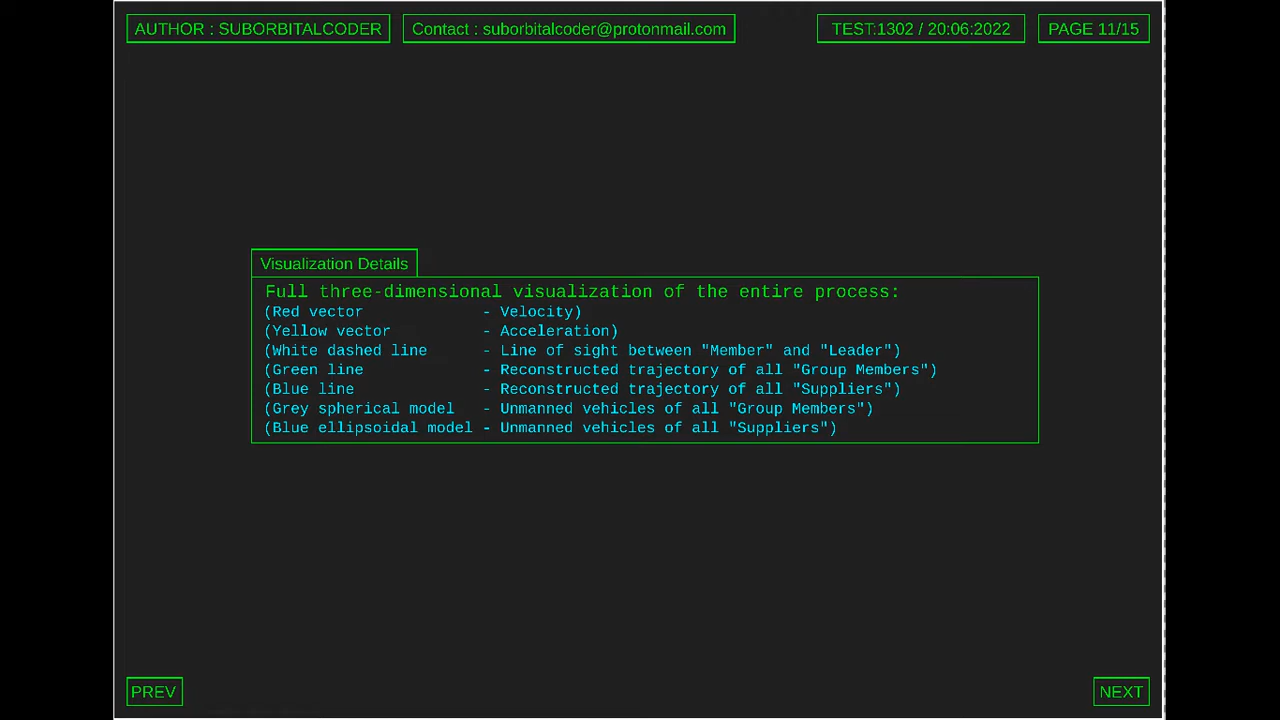 AUTHOR : SUBORBITALCODER
Contact : suborbitalcoder@protonmail.com
TEST:1302 / 20:06:2022
PAGE 11/15
Visualization Details
Full three-dimensional visualization of the entire process:
(Red vector - Velocity)
(Yellow vector - Acceleration)
(White dashed line - Line of sight between "Member" and "Leader")
(Green line - Reconstructed trajectory of all "Group Members")
(Blue line - Reconstructed trajectory of all "Suppliers")
(Grey spherical model - Unmanned vehicles of all "Group Members")
(Blue ellipsoidal model - Unmanned vehicles of all "Suppliers")
PREV
NEXT